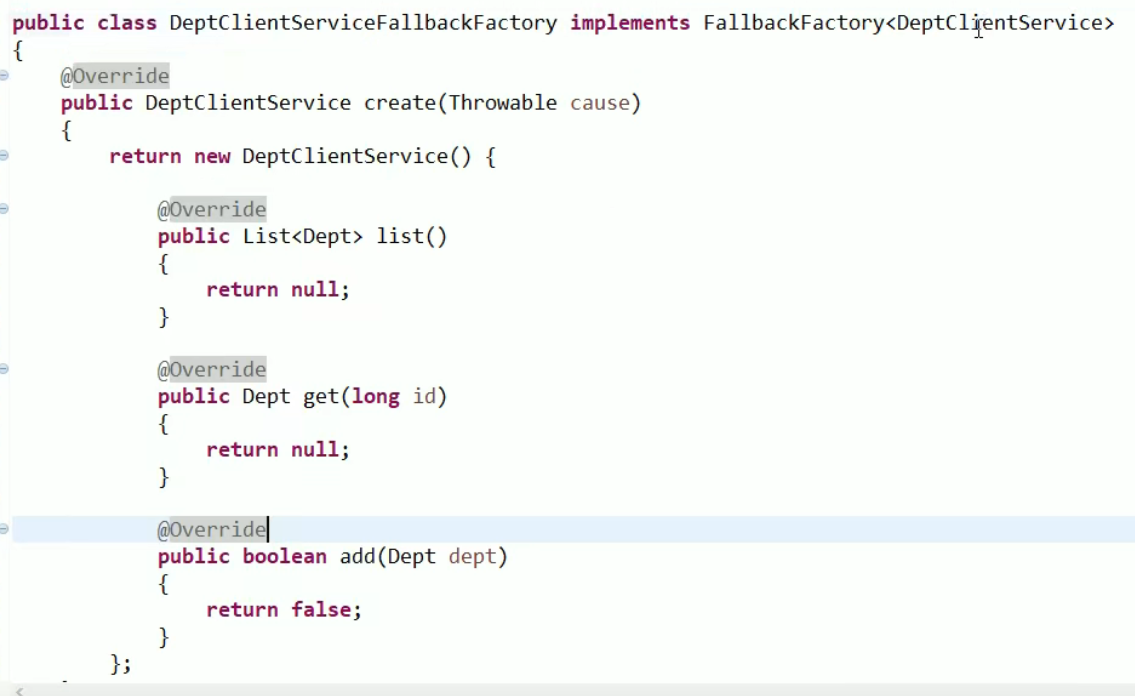 public class DeptClientServiceFallbackFactory implements FallbackFactory<DeptClientService>
{
    @Override
    public DeptClientService create(Throwable cause)
    {
        return new DeptClientService() {
            @Override
            public List<Dept> list()
            {
                return null;
            }
            @Override
            public Dept get(long id)
            {
                return null;
            }
            @Override
            public boolean add(Dept dept)
            {
                return false;
            }
        };